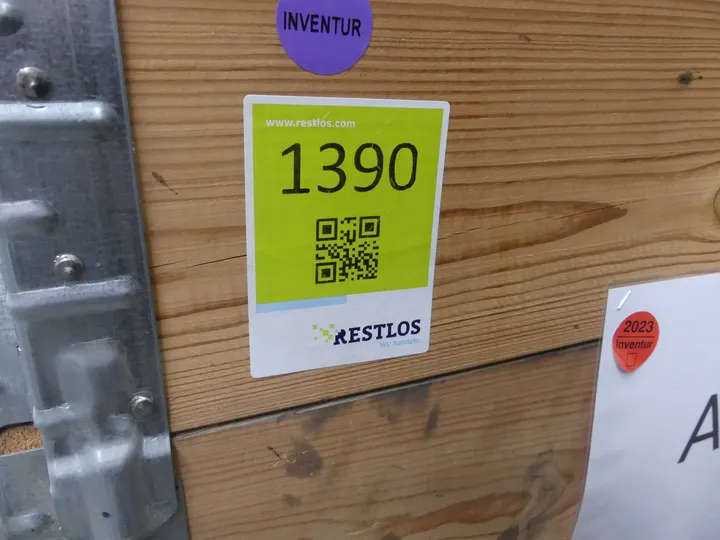 INVENTUR
www.restlos.com
1390
RESTLOS
Wir handeln.
2023
Inventur
A